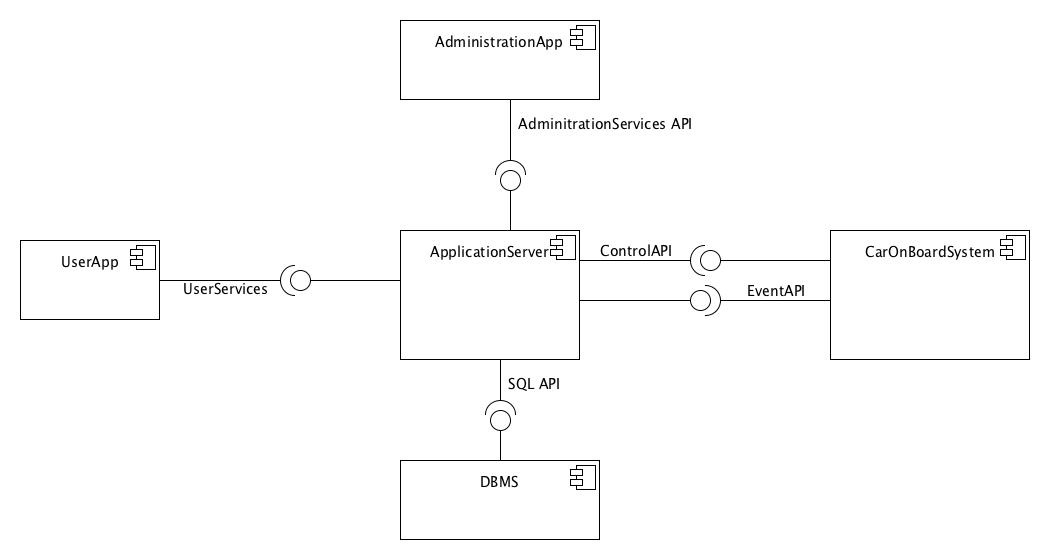 AdministrationApp
AdminitrationServices API
UserApp
UserServices
ApplicationServer
ControlAPI
EventAPI
CarOnBoardSystem
SQL API
DBMS